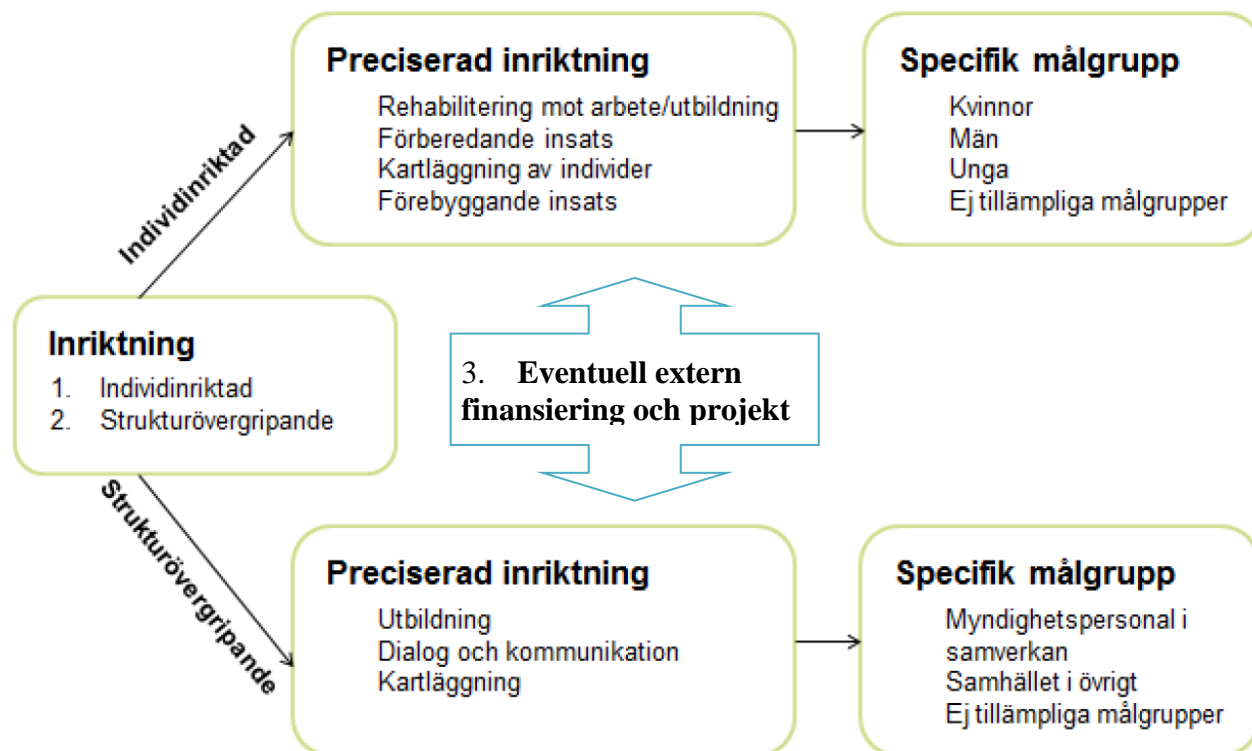 Preciserad inriktning
Rehabilitering mot arbete/utbildning
Förberedande insats
Kartläggning av individer
Förebyggande insats
Specifik målgrupp
Kvinnor
Män
Unga
Ej tillämpliga målgrupper
Individinriktad
Inriktning
1. Individinriktad
2. Strukturövergripande
3. Eventuell extern
finansiering och projekt
Strukturövergripande
Preciserad inriktning
Utbildning
Dialog och kommunikation
Kartläggning
Specifik målgrupp
Myndighetspersonal i
samverkan
Samhället i övrigt
Ej tillämpliga målgrupper